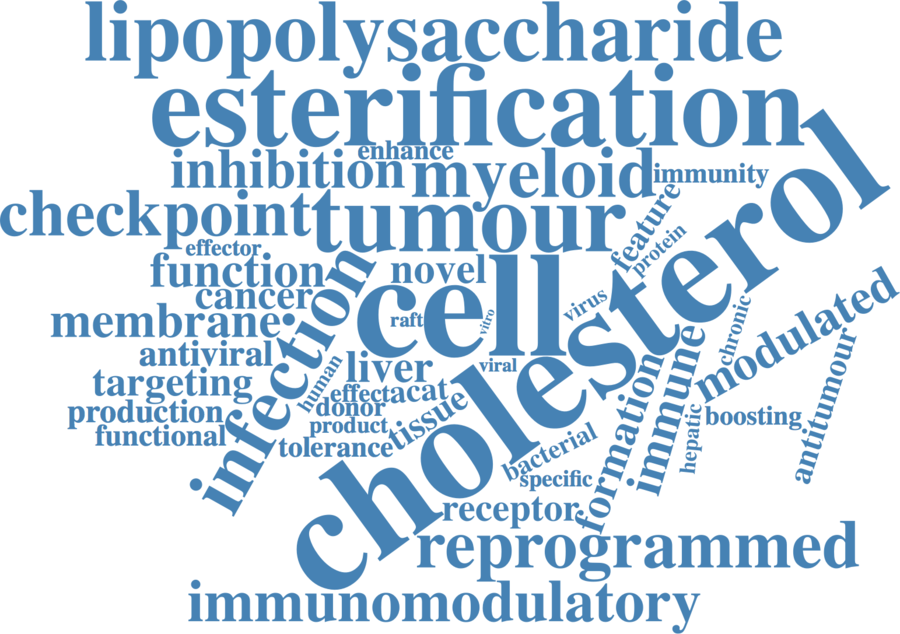 lipopolysaccharide
esterification
enhance
inhibition
myeloid
immunity
checkpoint
tumour
feature
protein
effector
function
novel
cell
cholesterol
cancer
raft
vitro
virus
membrane
infection
antiviral
liver
viral
chronic
modulated
targeting
human
effect
acat
immune
formation
antitumour
production
donor
tissue
hepatic
boosting
product
functional
tolerance
bacterial
specific
receptor
reprogrammed
immunomodulatory